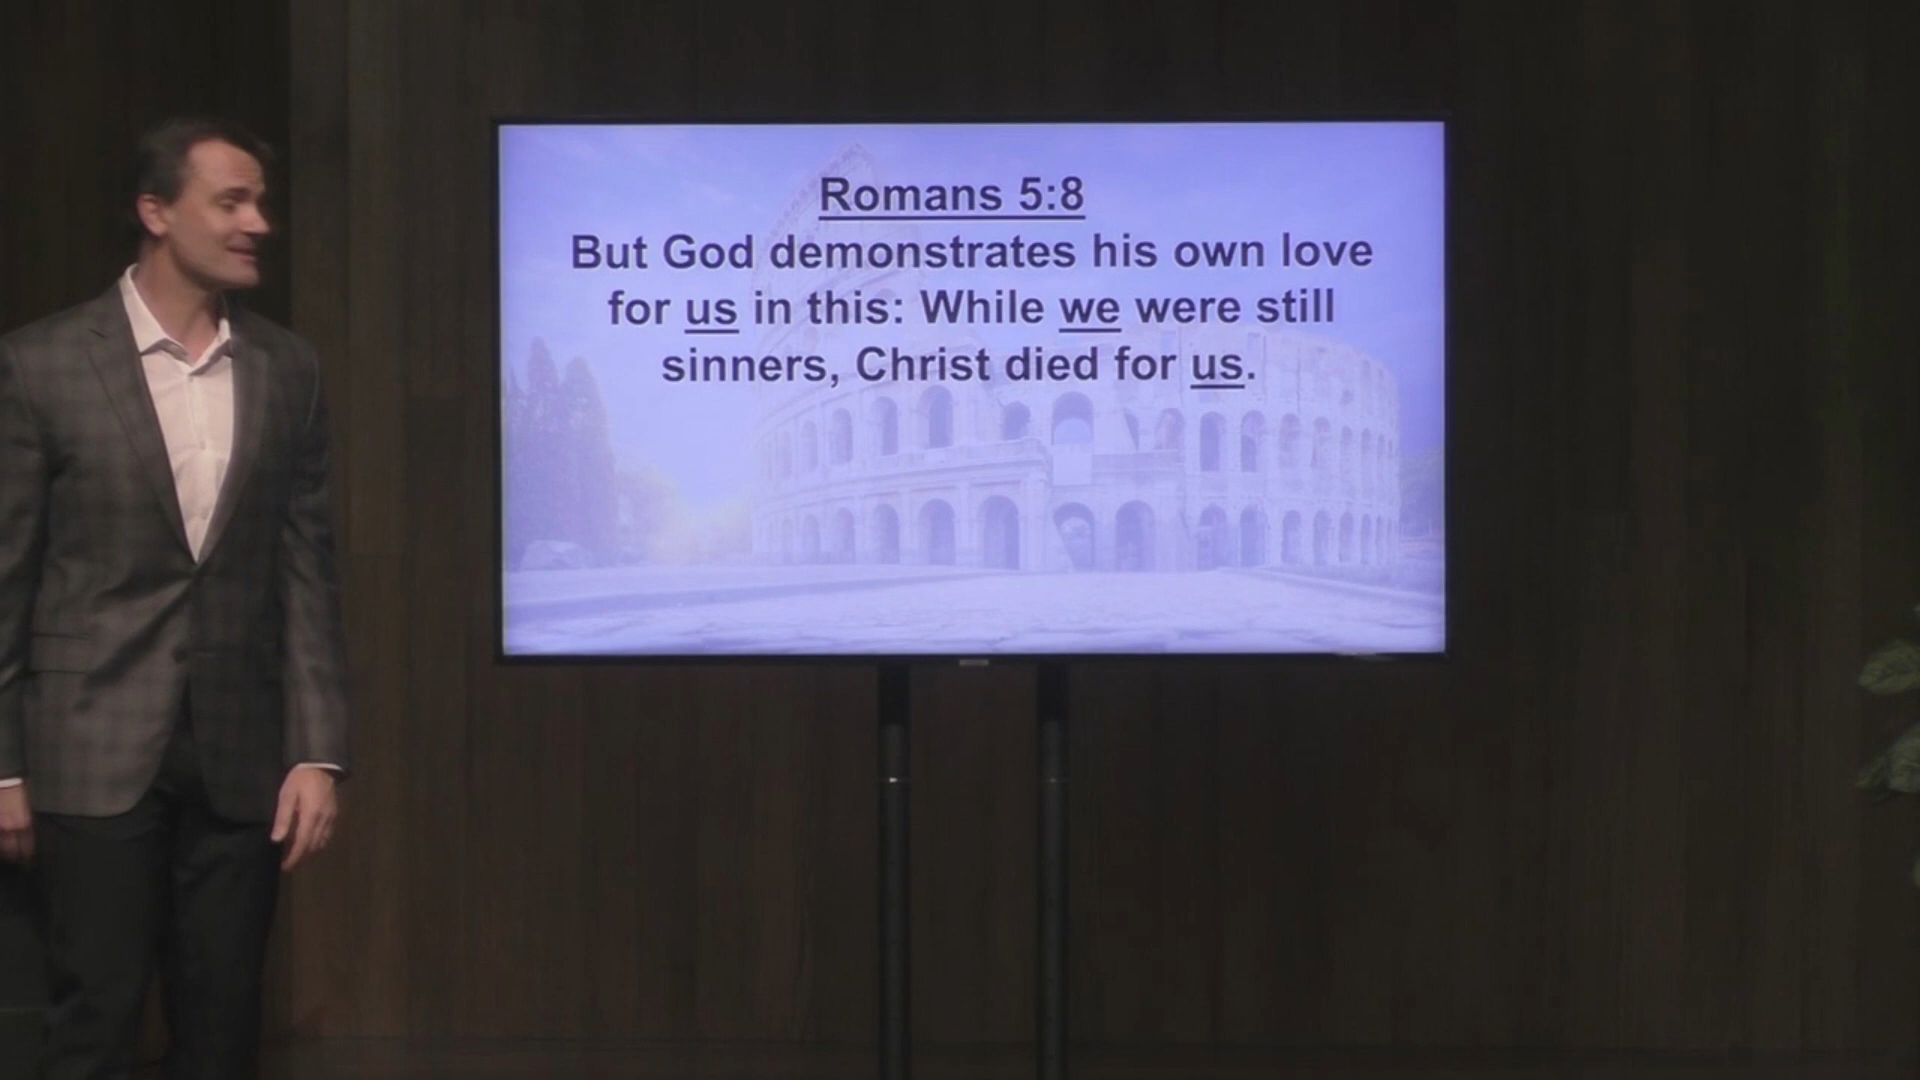 Romans 5:8
But God demonstrates his own love
for us in this: While we were still
sinners, Christ died for us.